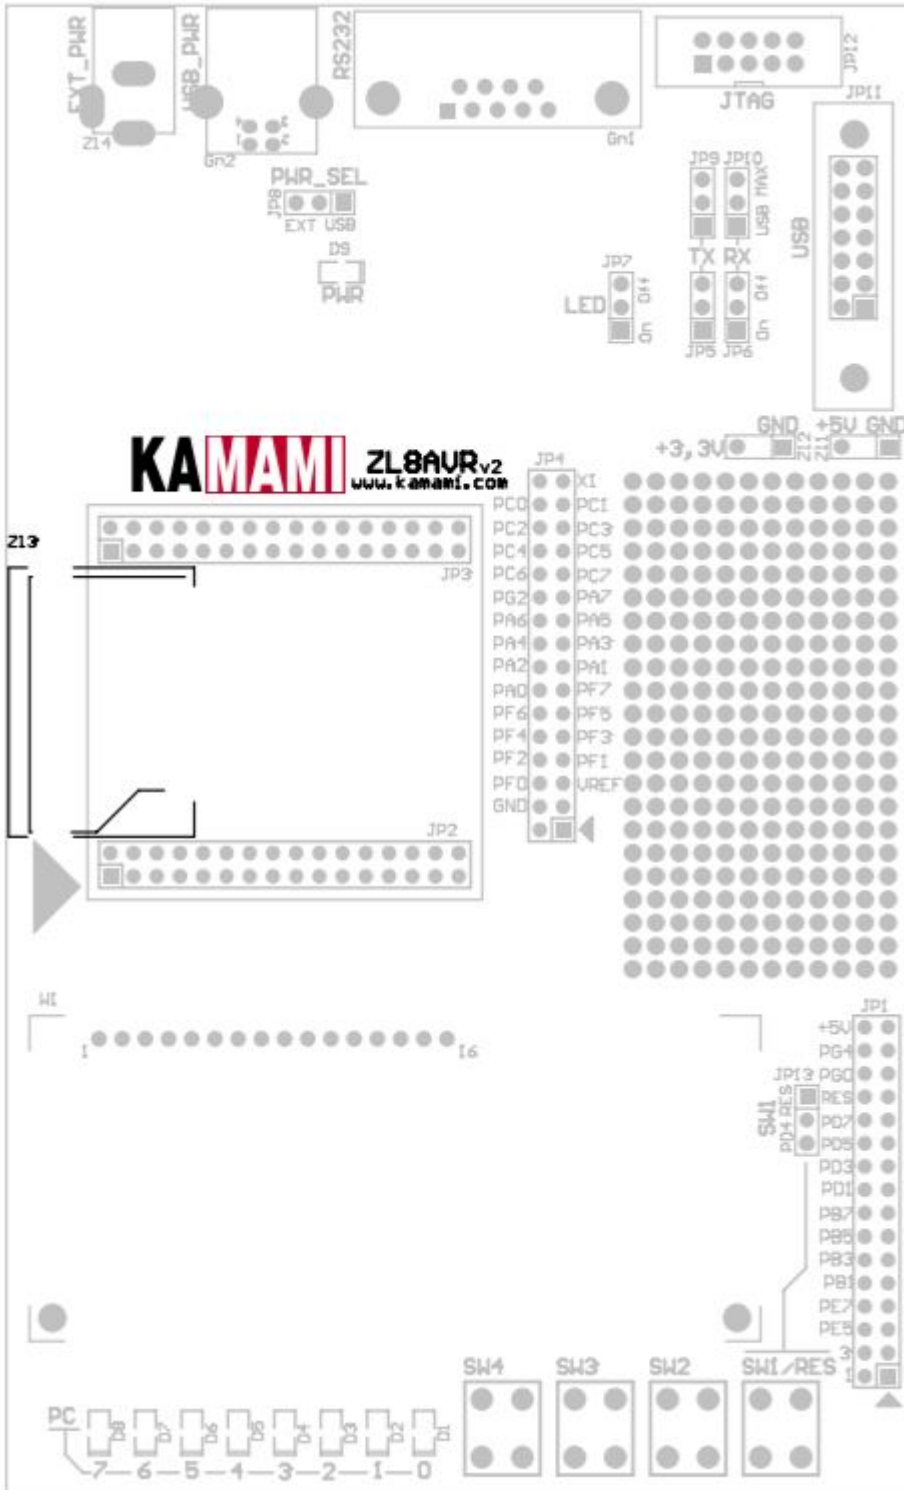 EXT_PWR
Z14
USB_PWR
Gn2
RS232
Gn1
JP12
JTAG
JP11
USB
PWR_SEL
JP8
EXT USB
D9
PWR
JP9
JP10
USB MAX
TX RX
JP7
LED
On Off
JP5
JP6
On Off
+3,3V
GND
Z12
Z11
+5V GND
KAMAMI
ZL8AVRv2
www.kamami.com
Z13
JP3
JP2
JP4
XI
PC0 PC1
PC2 PC3
PC4 PC5
PC6 PC7
PG2 PA7
PA6 PA5
PA4 PA3
PA2 PA1
PA0 PF7
PF6 PF5
PF4 PF3
PF2 PF1
PF0 VREF
GND
W1
1 16
JP1
+5V
PG4
PG0
RES
PD7
PD5
PD3
PD1
PB7
PB5
PB3
PB1
PE7
PE5
3
1
JP13
SW1
PD4 RES
SW4 SW3 SW2 SW1/RES
PC
D8 D7 D6 D5 D4 D3 D2 D1
7 6 5 4 3 2 1 0